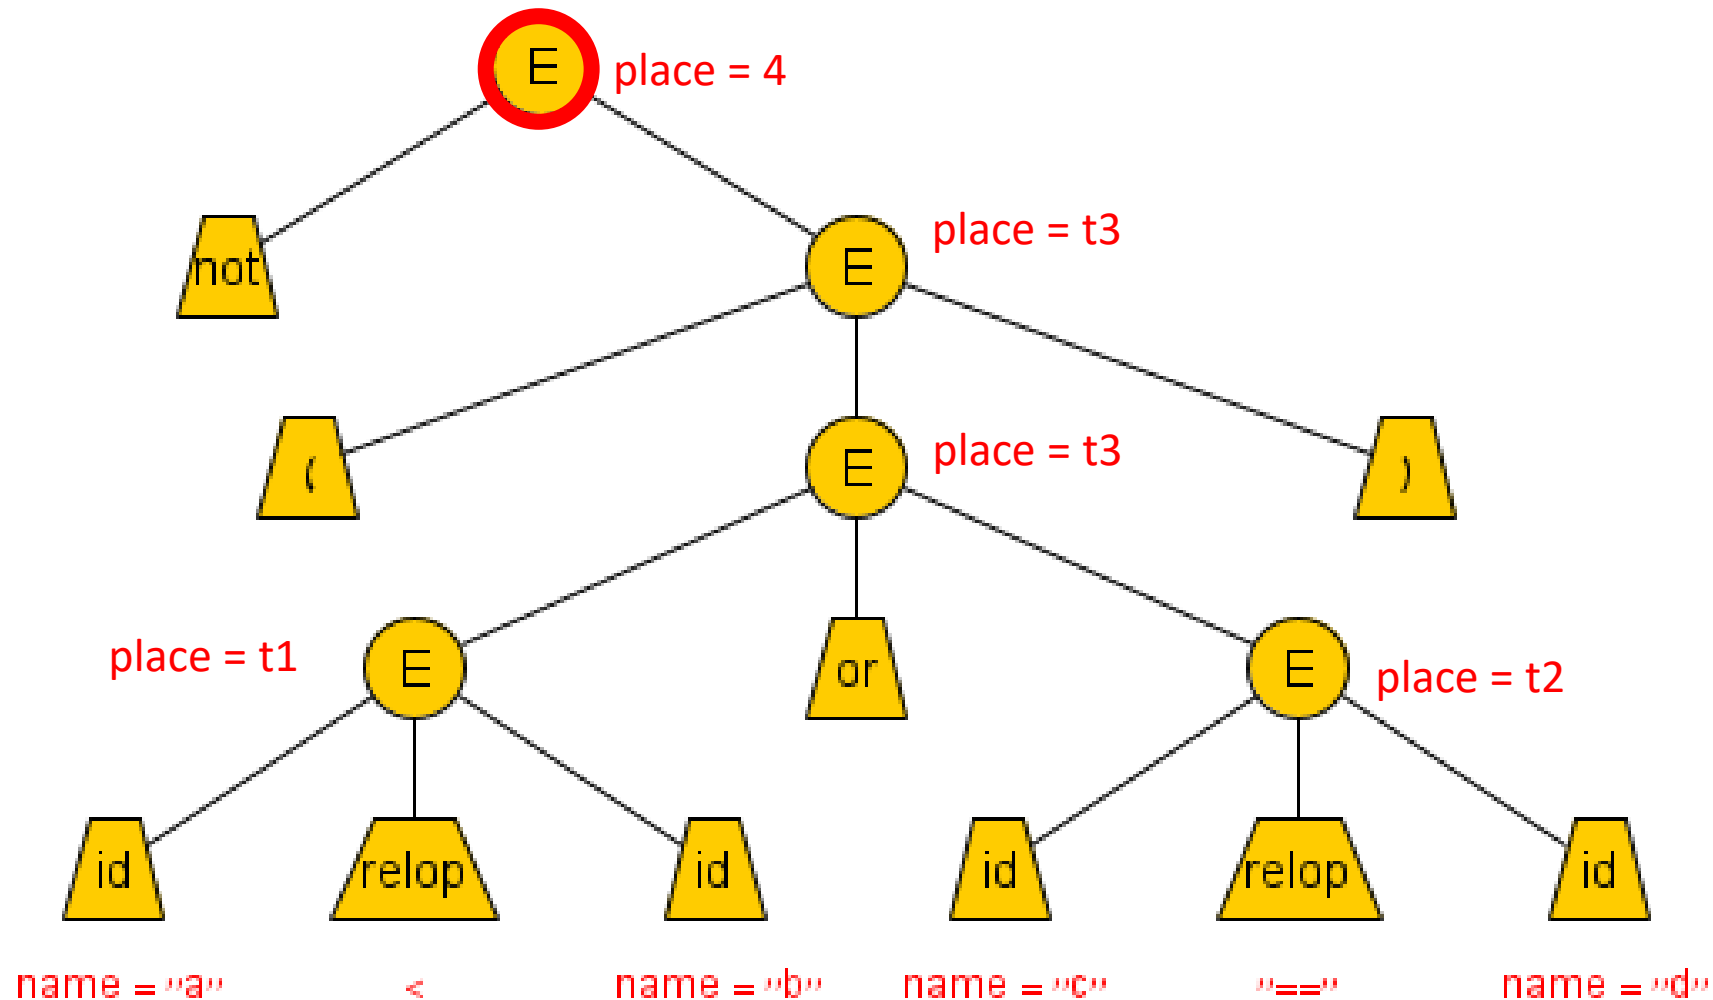 E place = 4
not E place = t3
( E place = t3 )
place = t1 E or E place = t2
id relop id id relop id
name = "a" < name = "b" name = "c" "==" name = "d"